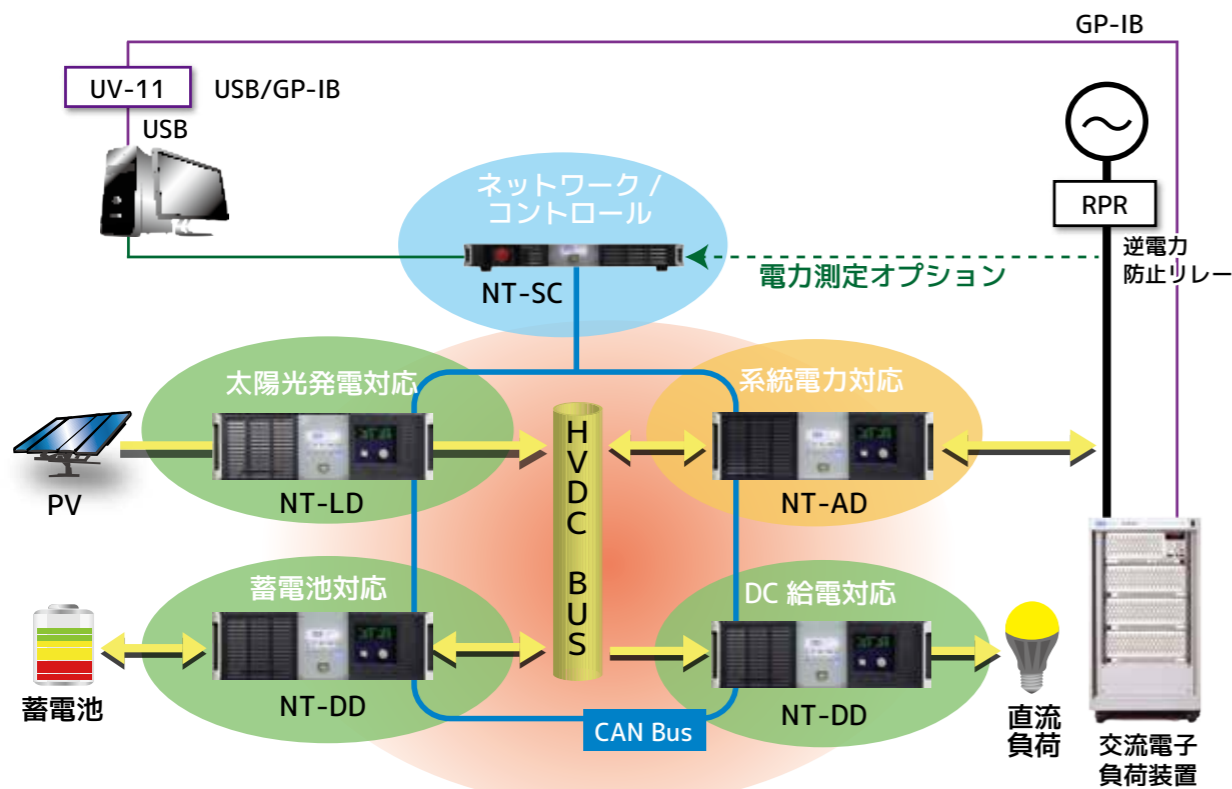 GP-IB
UV-11
USB/GP-IB
USB
RPR
逆電力
防止リレー
ネットワーク /
コントロール
NT-SC
電力測定オプション
太陽光発電対応
NT-LD
PV
系統電力対応
NT-AD
HVDC BUS
蓄電池対応
NT-DD
蓄電池
DC 給電対応
NT-DD
直流
負荷
CAN Bus
交流電子
負荷装置